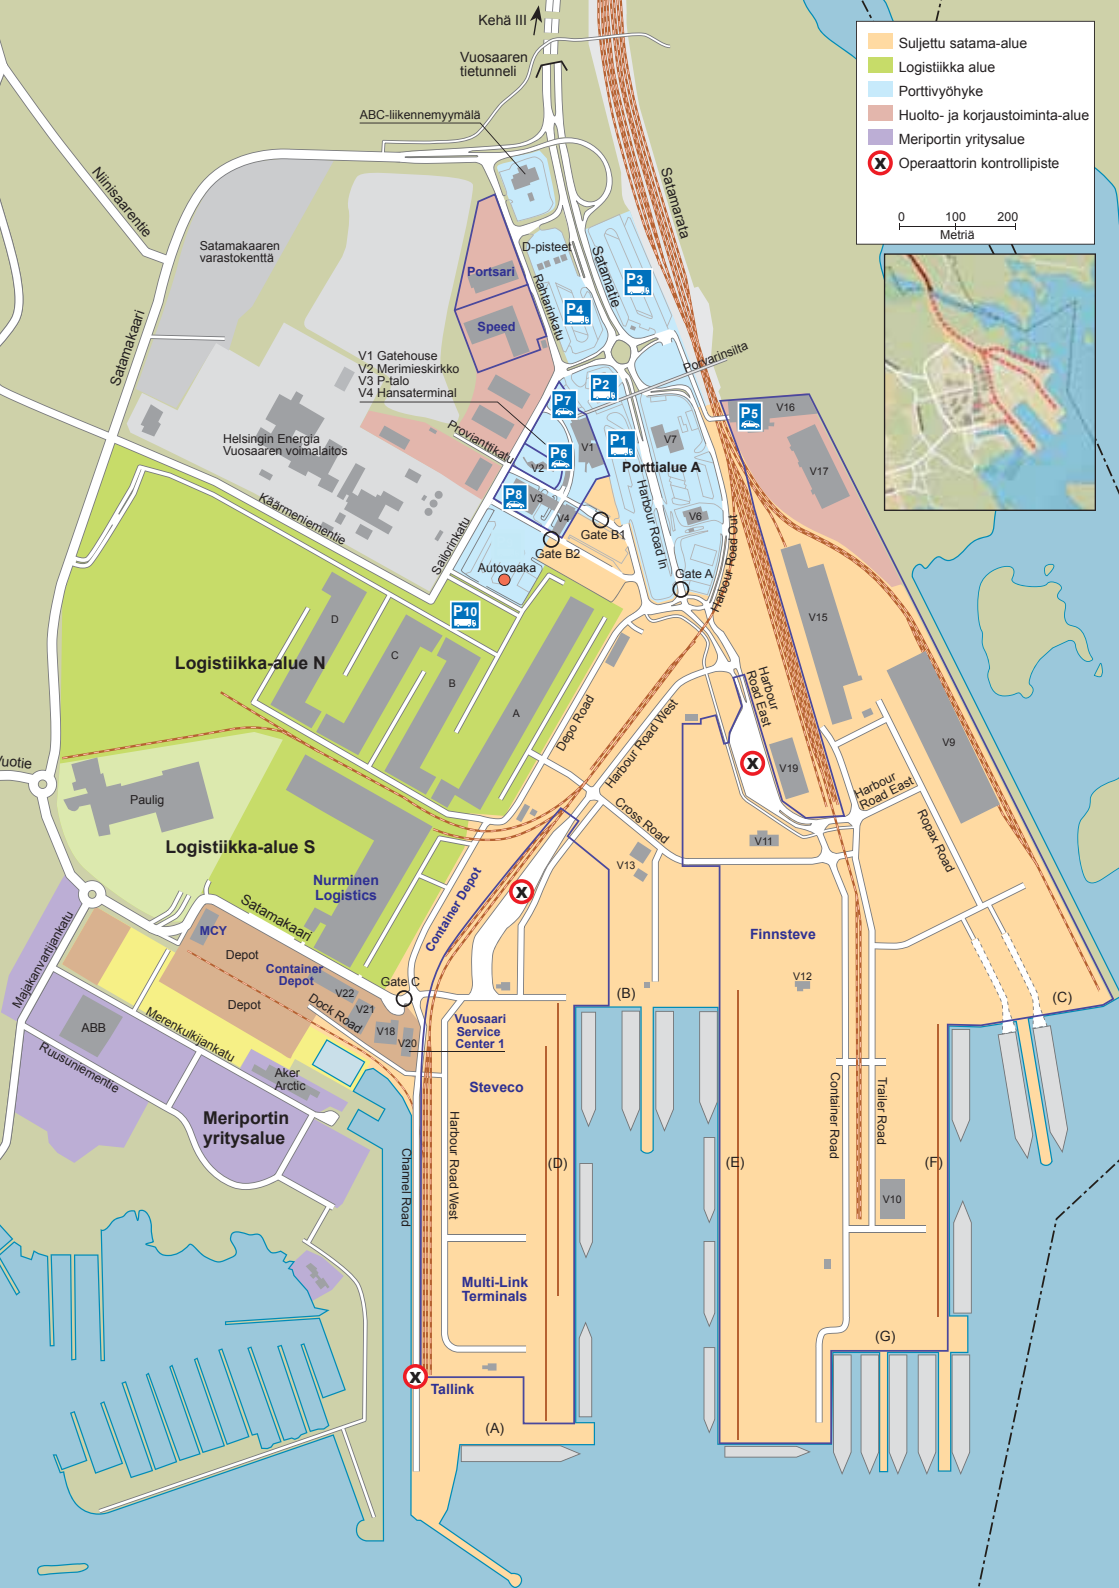 Kehä III
Vuosaaren
tietunneli
ABC-liikennemyymälä
Suljettu satama-alue
Logistiikka alue
Porttivyöhyke
Huolto- ja korjaustoiminta-alue
Meriportin yritysalue
X
Operaattorin kontrollipiste
0 100 200
Metriä
Niinisaarentie
Satamarata
Satamakaaren
varastokenttä
D-pisteet
Satamatie
Portsari
P3
Rahtarinkatu
P4
Speed
Satamakaari
V1 Gatehouse
V2 Merimieskirkko
V3 P-talo
V4 Hansaterminal
Porvarinsilta
P2
P7
P5
V16
Provianttikatu
Helsingin Energia
Vuosaaren voimalaitos
P1
V1
V7
P6
V2
Porttialue A
V17
P8
V3
V4
Käärmeniementie
Sailorinkatu
Harbour Road In
V6
Harbour Road Out
Gate B1
Gate B2
Autovaaka
Gate A
P10
D
C
B
A
V15
Logistiikka-alue N
Depo Road
Harbour Road West
Harbour
Road East
V9
X
V19
Vuotie
Paulig
Harbour
Road East
Cross Road
Ropax Road
V11
Logistiikka-alue S
V13
Nurminen
Logistics
X
Container Depot
Satamakaari
MCY
Finnsteve
Majakanvartijankatu
Depot
Container
Depot
Gate C
V12
V22
(B)
(C)
Depot
Dock Road
V21
V18
V20
Vuosaari
Service
Center 1
ABB
Merenkulkijankatu
Ruusuniementie
Aker
Arctic
Steveco
Container Road
Trailer Road
Meriportin
yritysalue
Channel Road
Harbour Road West
(D)
(E)
(F)
V10
Multi-Link
Terminals
(G)
X
Tallink
(A)